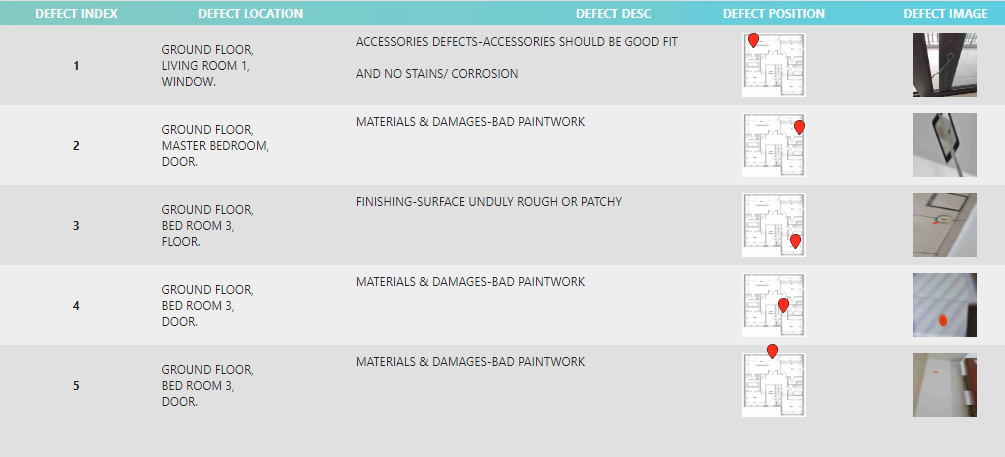 DEFECT INDEX DEFECT LOCATION DEFECT DESC DEFECT POSITION DEFECT IMAGE
1
GROUND FLOOR,
LIVING ROOM 1,
WINDOW.
ACCESSORIES DEFECTS-ACCESSORIES SHOULD BE GOOD FIT
AND NO STAINS/ CORROSION
2
GROUND FLOOR,
MASTER BEDROOM,
DOOR.
MATERIALS & DAMAGES-BAD PAINTWORK
3
GROUND FLOOR,
BED ROOM 3,
FLOOR.
FINISHING-SURFACE UNDULY ROUGH OR PATCHY
4
GROUND FLOOR,
BED ROOM 3,
DOOR.
MATERIALS & DAMAGES-BAD PAINTWORK
5
GROUND FLOOR,
BED ROOM 3,
DOOR.
MATERIALS & DAMAGES-BAD PAINTWORK